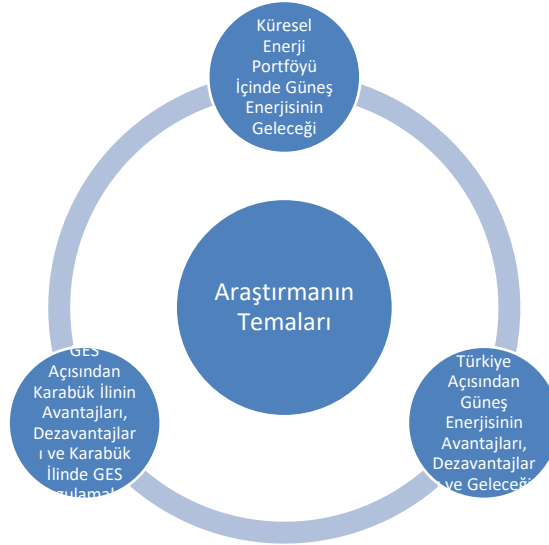 Küresel
Enerji
Portföyü
İçinde Güneş
Enerjisinin
Geleceği
Araştırmanın
Temaları
GES
Açısından
Karabük İlinin
Avantajları,
Dezavantajlar
ı ve Karabük
İlinde GES
Türkiye
Açısından
Güneş
Enerjisinin
Avantajları,
Dezavantajlar
ı ve Geleceği